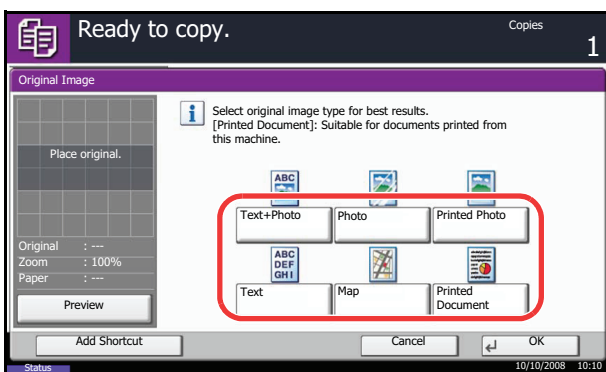 Ready to copy.
Copies
1
Original Image
Place original.
Original : ---
Zoom : 100%
Paper : ---
Preview
Select original image type for best results.
[Printed Document]: Suitable for documents printed from
this machine.
ABC
Text+Photo
Photo
Printed Photo
ABC
DEF
GHI
Text
Map
Printed
Document
Add Shortcut
Cancel
OK
Status
10/10/2008 10:10